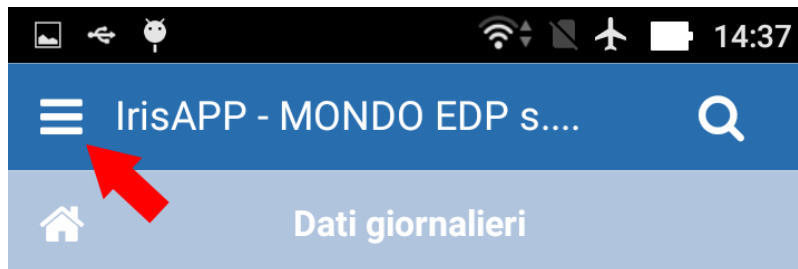 14:37
IrisAPP - MONDO EDP s....
Dati giornalieri